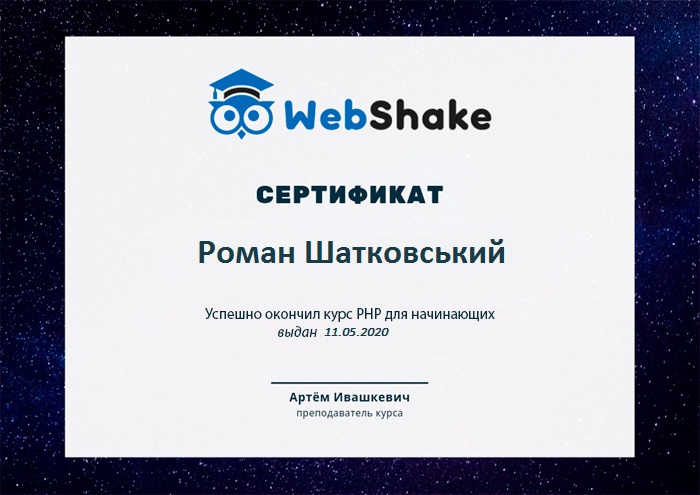 WebShake
СЕРТИФИКАТ
Роман Шатковський
Успешно окончил курс PHP для начинающих
выдан 11.05.2020
Артём Ивашкевич
преподаватель курса